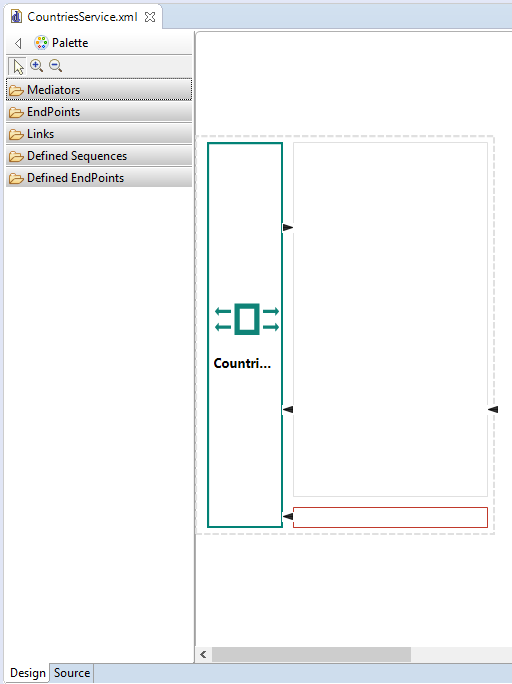 CountriesService.xml
Palette
Mediators
EndPoints
Links
Defined Sequences
Defined EndPoints
Countri...
Design
Source